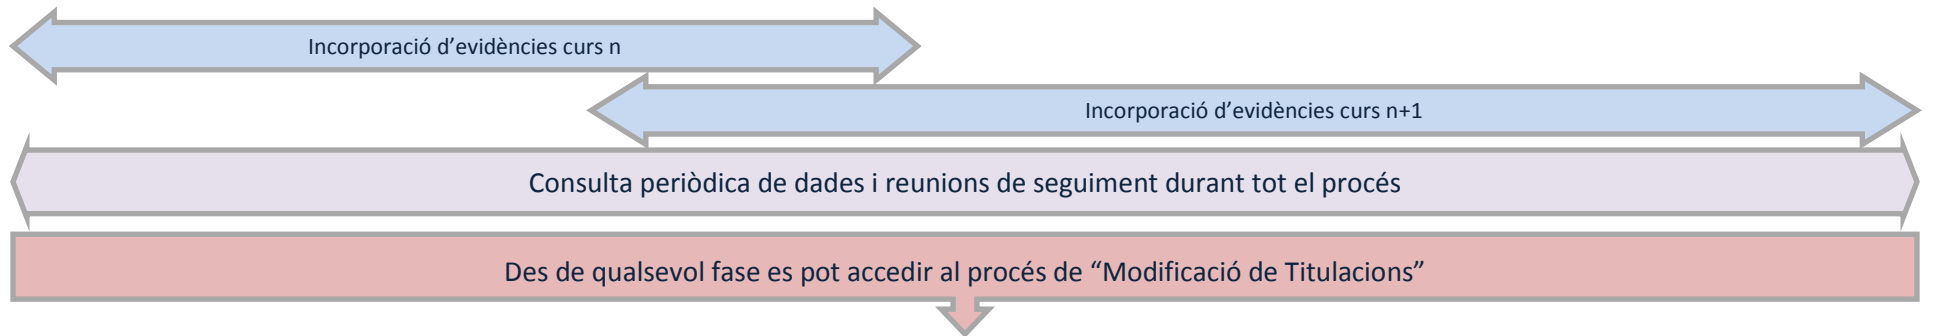 Incorporació d’evidències curs n
Incorporació d’evidències curs n+1
Consulta periòdica de dades i reunions de seguiment durant tot el procés
Des de qualsevol fase es pot accedir al procés de “Modificació de Titulacions”